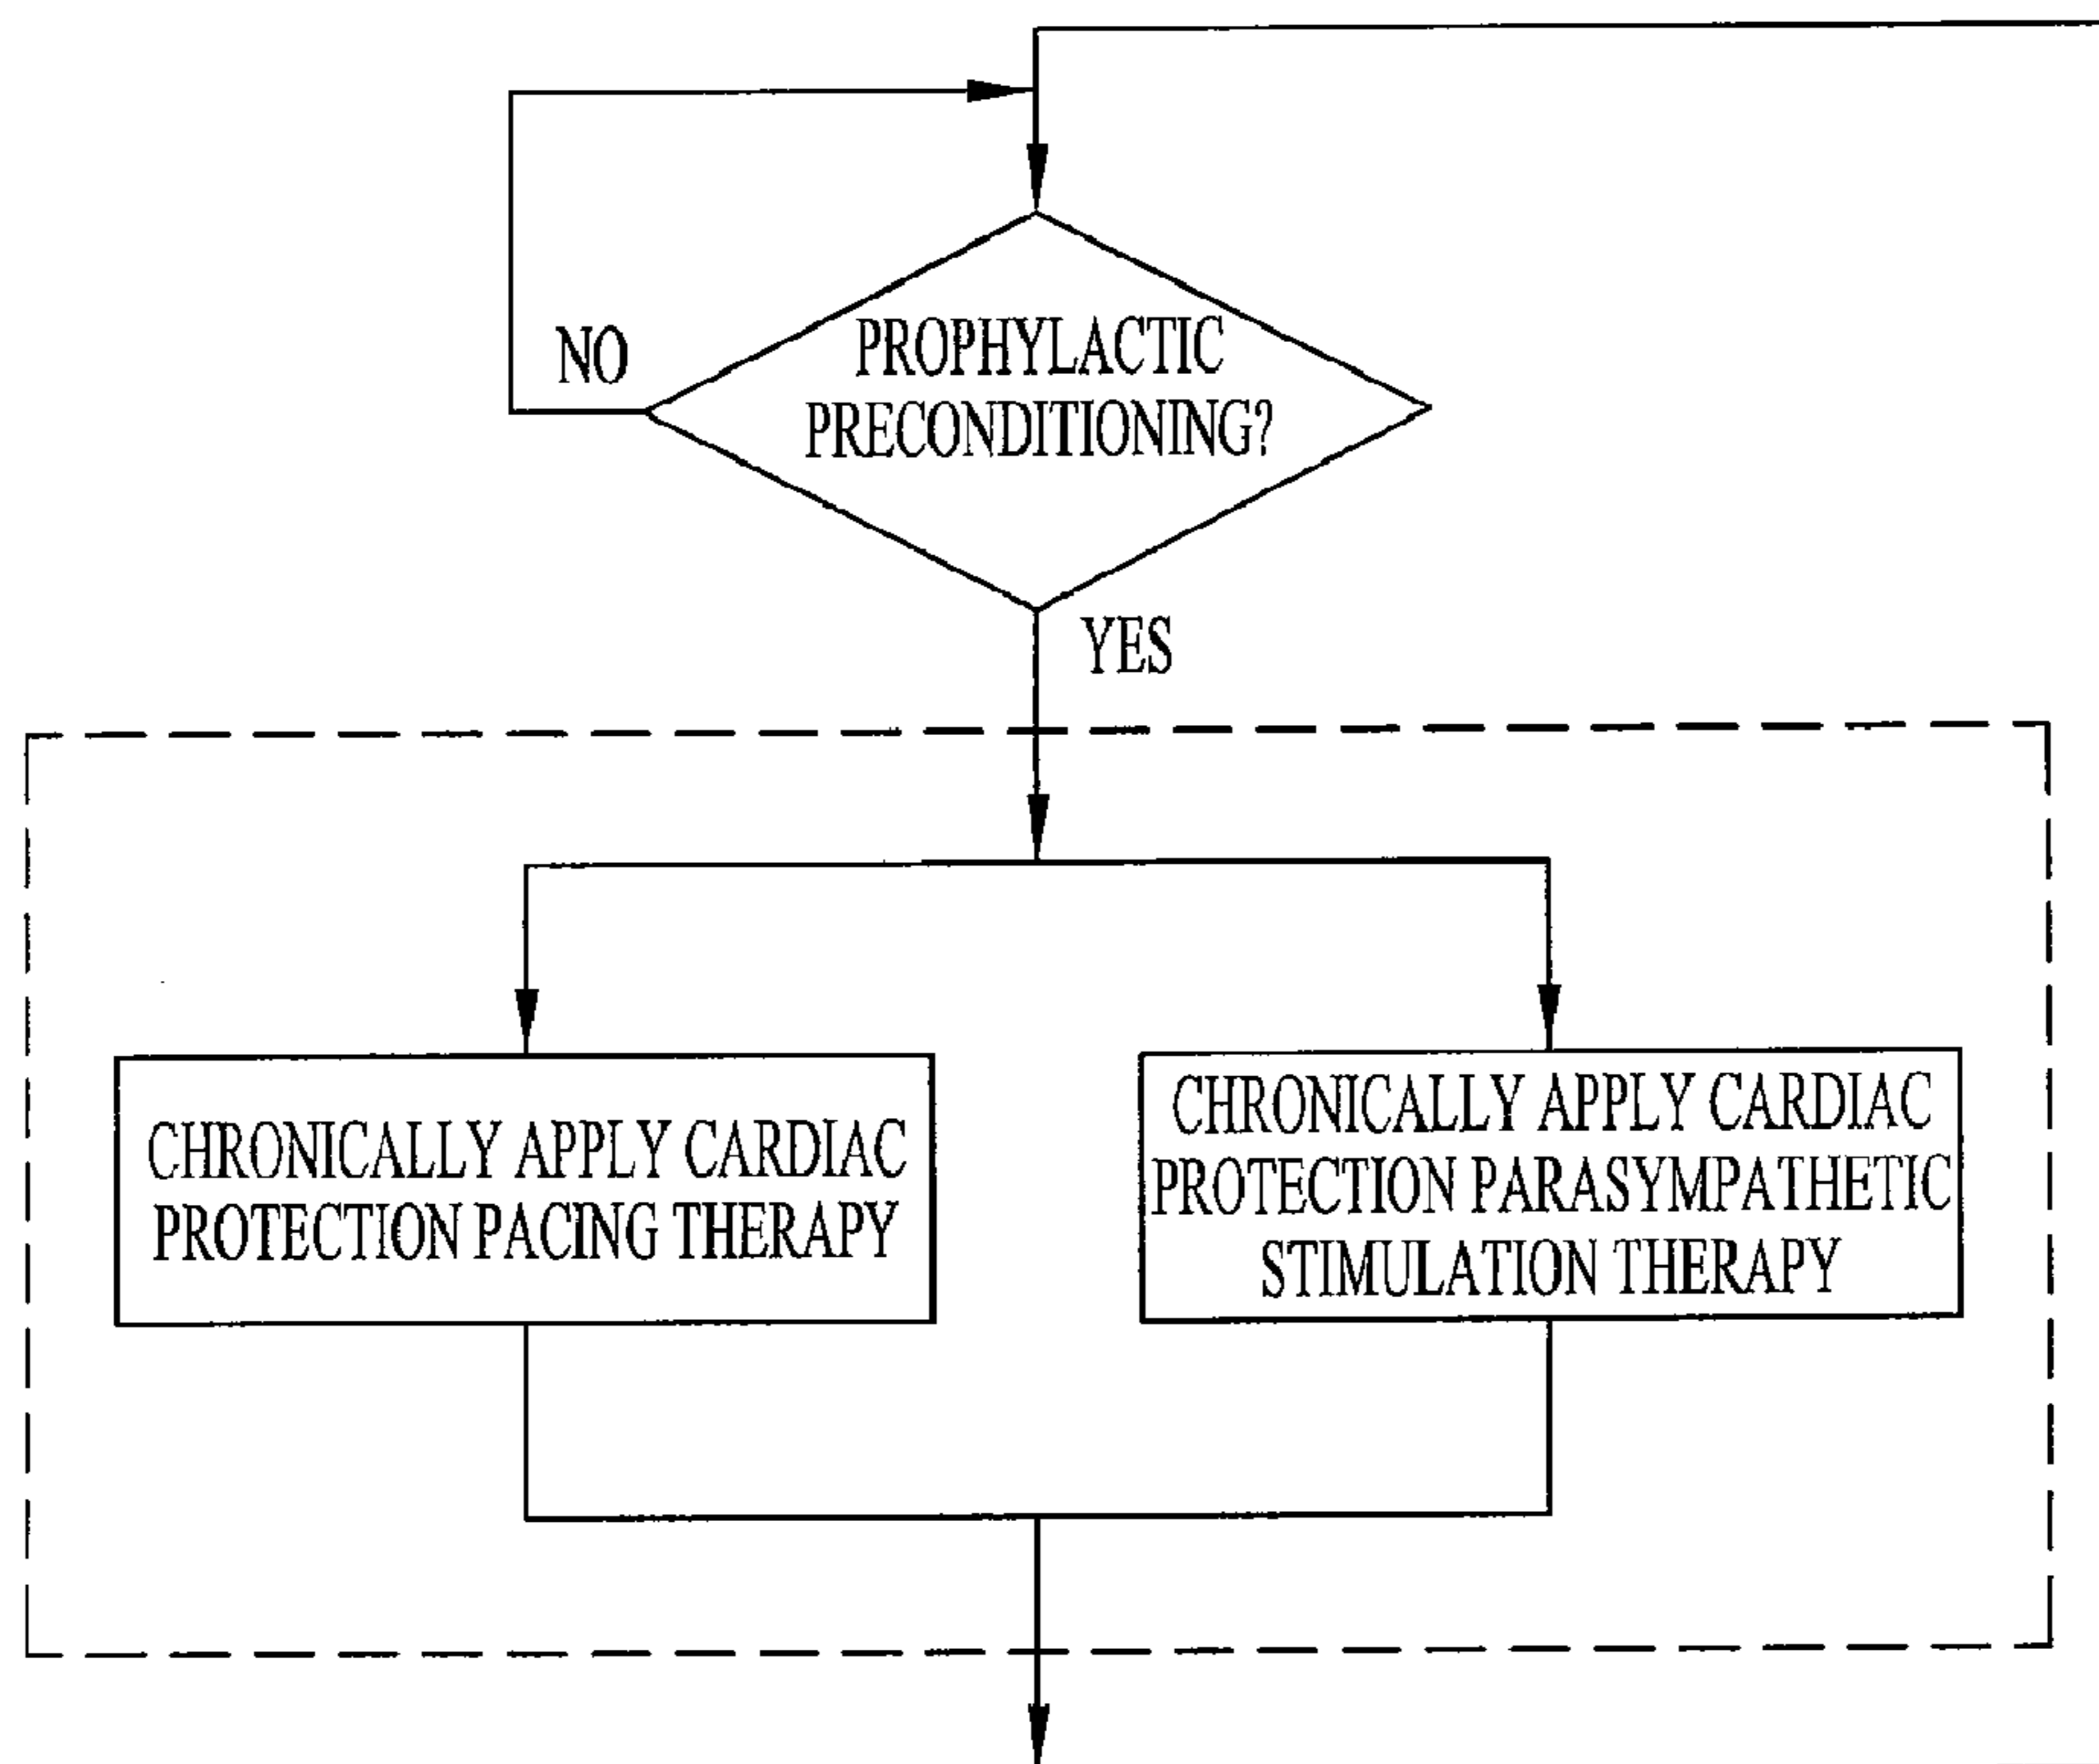 PROPHYLACTIC
PRECONDITIONING?
NO
YES
CHRONICALLY APPLY CARDIAC
PROTECTION PACING THERAPY
CHRONICALLY APPLY CARDIAC
PROTECTION PARASYMPATHETIC
STIMULATION THERAPY